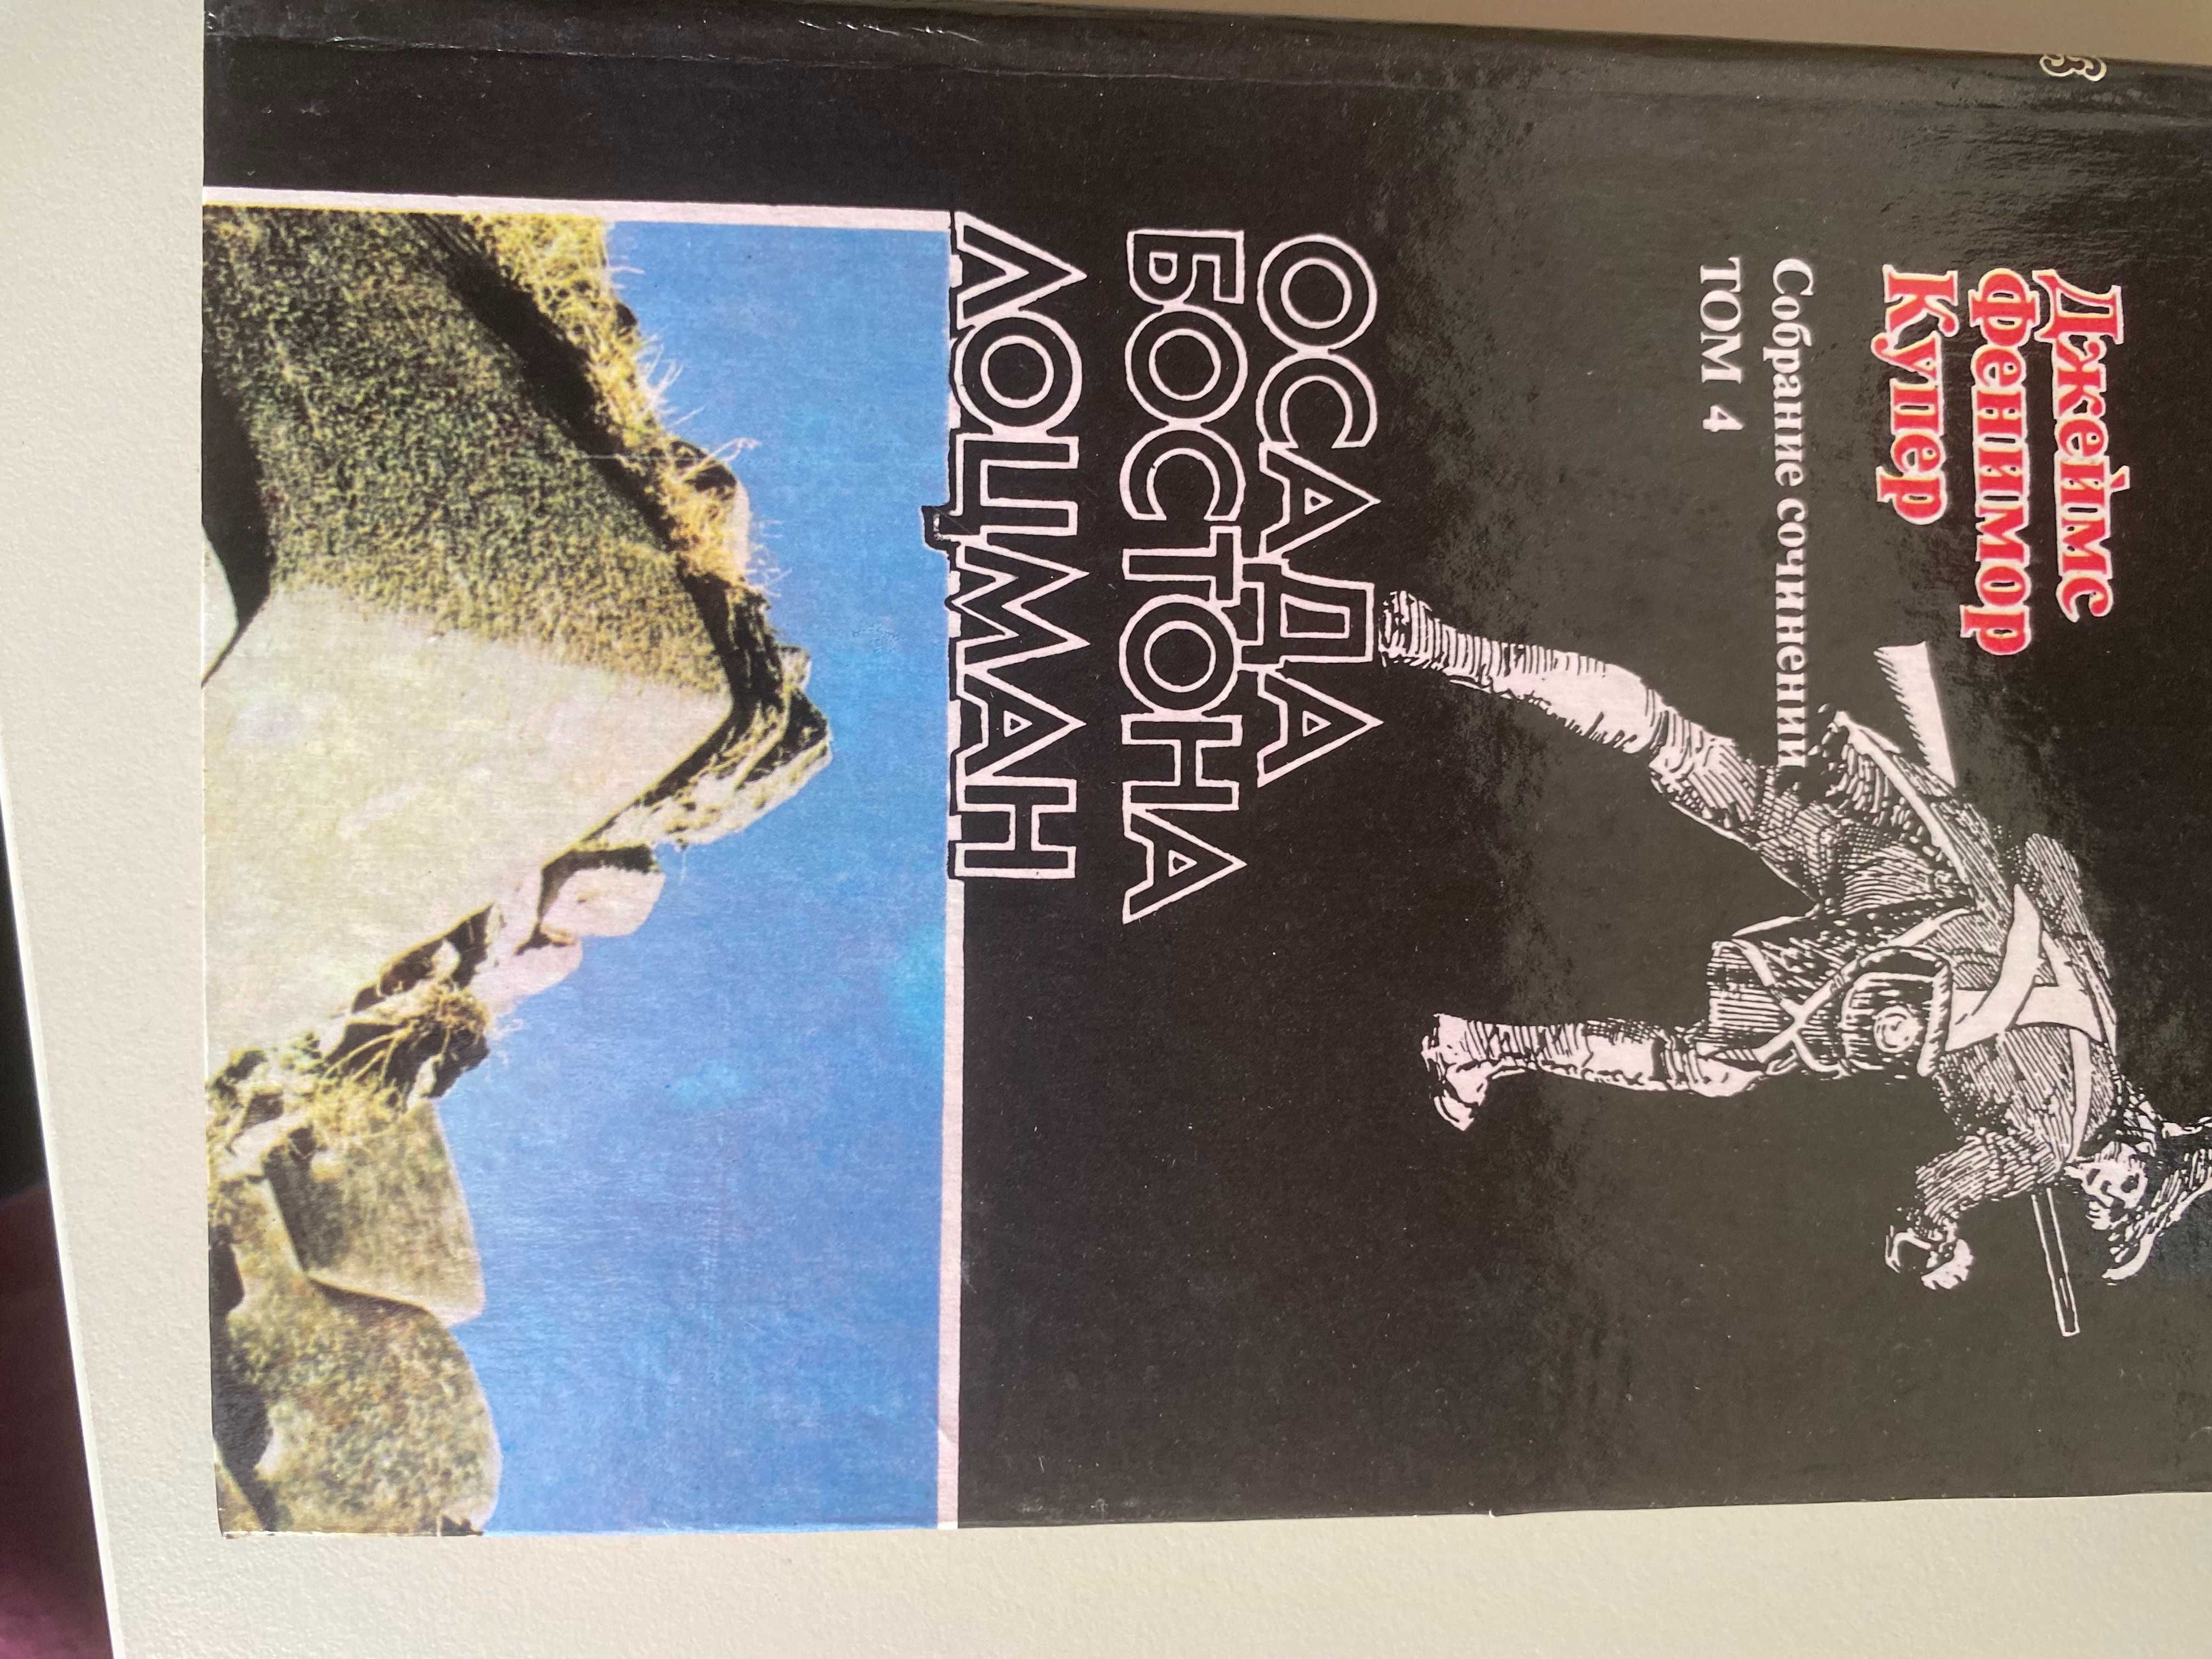 Джеймс
Фенимор
Купер
Собрание сочинений
ТОМ 4
ОСАДА
БОСТОНА
ЛОЦМАН